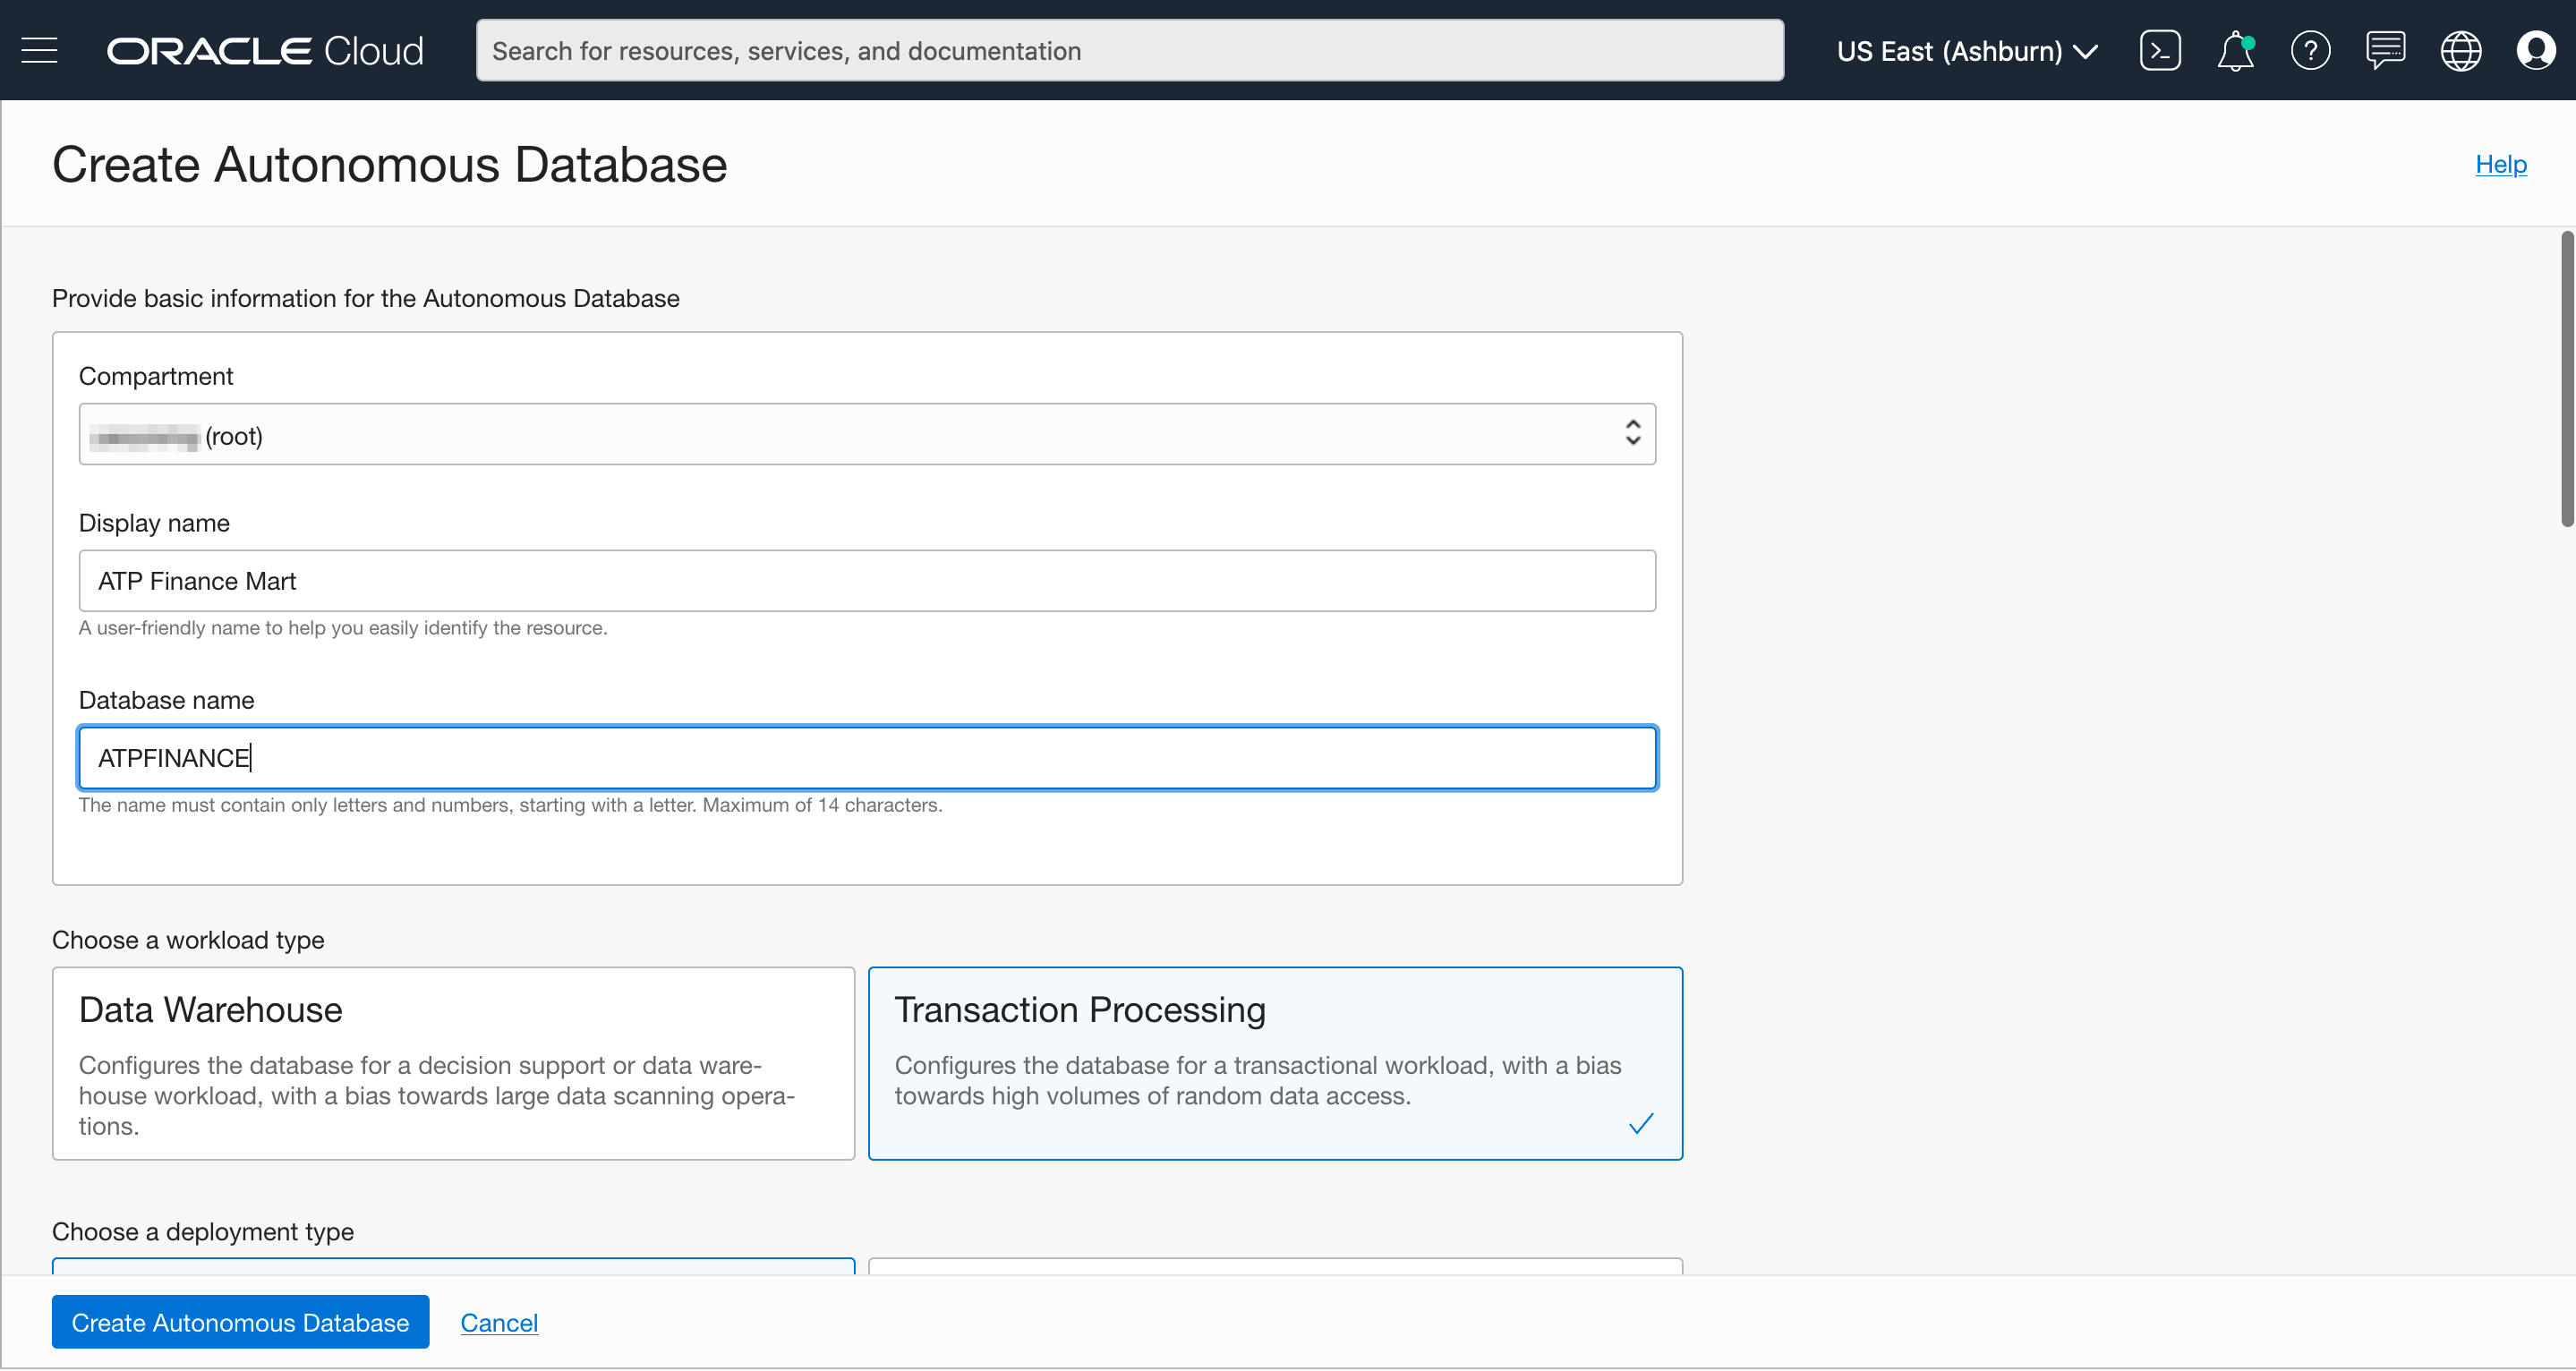 ORACLE Cloud
Search for resources, services, and documentation
US East (Ashburn)
Create Autonomous Database
Help
Provide basic information for the Autonomous Database
Compartment
(root)
Display name
ATP Finance Mart
A user-friendly name to help you easily identify the resource.
Database name
ATPFINANCE
The name must contain only letters and numbers, starting with a letter. Maximum of 14 characters.
Choose a workload type
Data Warehouse
Configures the database for a decision support or data ware-
house workload, with a bias towards large data scanning opera-
tions.
Transaction Processing
Configures the database for a transactional workload, with a bias
towards high volumes of random data access.
Choose a deployment type
Create Autonomous Database
Cancel